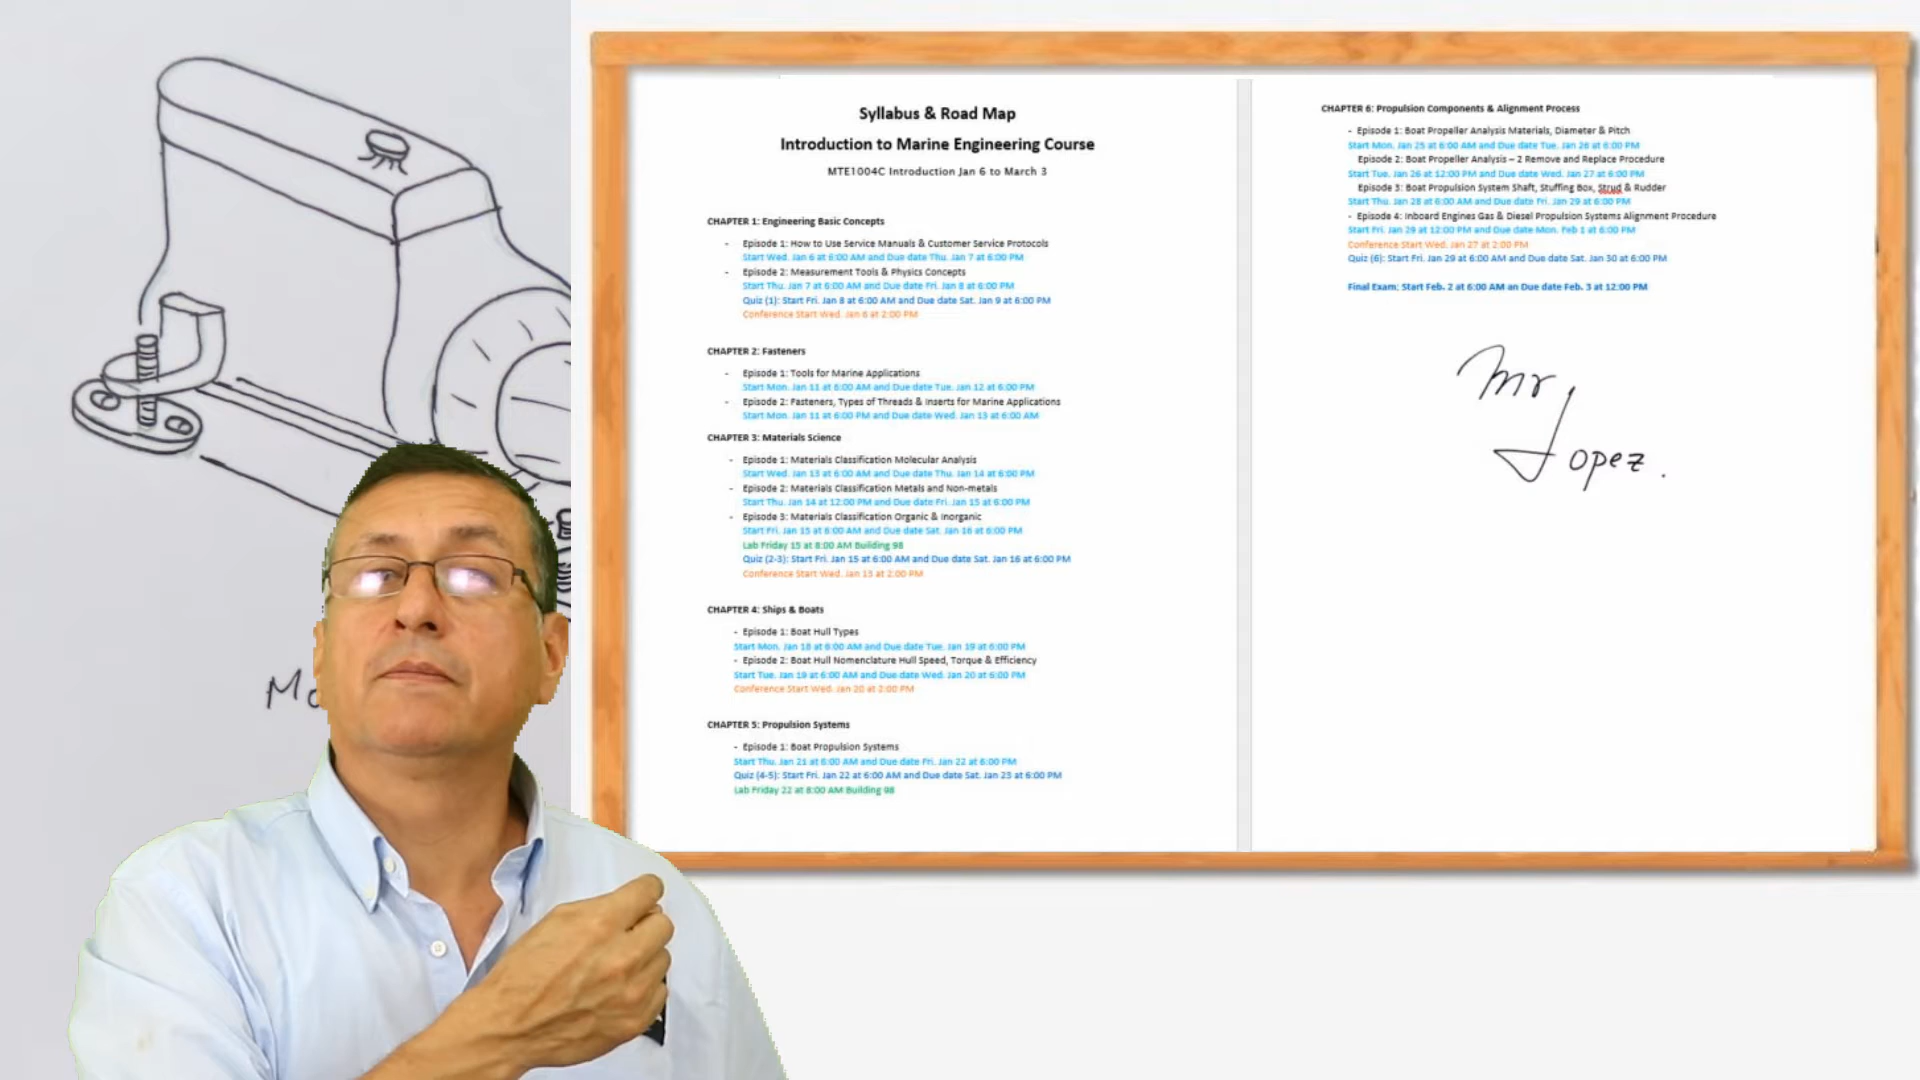 Syllabus & Road Map
Introduction to Marine Engineering Course
MTE1004C Introduction Jan 6 to March 3
CHAPTER 1: Engineering Basic Concepts
- Episode 1: How to Use Service Manuals & Customer Service Protocols
Start Wed. Jan 6 at 6:00 AM and Due date Thu. Jan 7 at 6:00 PM
- Episode 2: Measurement Tools & Physics Concepts
Start Thu. Jan 7 at 6:00 AM and Due date Fri. Jan 8 at 6:00 PM
Quiz (1): Start Fri. Jan 8 at 6:00 AM and Due date Sat. Jan 9 at 6:00 PM
Conference Start Wed. Jan 6 at 2:00 PM
CHAPTER 2: Fasteners
- Episode 1: Tools for Marine Applications
Start Mon. Jan 11 at 6:00 AM and Due date Tue. Jan 12 at 6:00 PM
- Episode 2: Fasteners, Types of Threads & Inserts for Marine Applications
Start Mon. Jan 11 at 6:00 PM and Due date Wed. Jan 13 at 6:00 AM
CHAPTER 3: Materials Science
- Episode 1: Materials Classification Molecular Analysis
Start Wed. Jan 13 at 6:00 AM and Due date Thu. Jan 14 at 6:00 PM
- Episode 2: Materials Classification Metals and Non-metals
Start Thu. Jan 14 at 12:00 PM and Due date Fri. Jan 15 at 6:00 PM
- Episode 3: Materials Classification Organic & Inorganic
Start Fri. Jan 15 at 6:00 AM and Due date Sat. Jan 16 at 6:00 PM
Lab Friday 15 at 8:00 AM Building 98
Quiz (2-3): Start Fri. Jan 15 at 6:00 AM and Due date Sat. Jan 16 at 6:00 PM
Conference Start Wed. Jan 13 at 2:00 PM
CHAPTER 4: Ships & Boats
- Episode 1: Boat Hull Types
Start Mon. Jan 18 at 6:00 AM and Due date Tue. Jan 19 at 6:00 PM
- Episode 2: Boat Hull Nomenclature Hull Speed, Torque & Efficiency
Start Tue. Jan 19 at 6:00 AM and Due date Wed. Jan 20 at 6:00 PM
Conference Start Wed. Jan 20 at 2:00 PM
CHAPTER 5: Propulsion Systems
- Episode 1: Boat Propulsion Systems
Start Thu. Jan 21 at 6:00 AM and Due date Fri. Jan 22 at 6:00 PM
Quiz (4-5): Start Fri. Jan 22 at 6:00 AM and Due date Sat. Jan 23 at 6:00 PM
Lab Friday 22 at 8:00 AM Building 98
CHAPTER 6: Propulsion Components & Alignment Process
- Episode 1: Boat Propeller Analysis Materials, Diameter & Pitch
Start Mon. Jan 25 at 6:00 AM and Due date Tue. Jan 26 at 6:00 PM
Episode 2: Boat Propeller Analysis – 2 Remove and Replace Procedure
Start Tue. Jan 26 at 12:00 PM and Due date Wed. Jan 27 at 6:00 PM
Episode 3: Boat Propulsion System Shaft, Stuffing Box, Strud & Rudder
Start Thu. Jan 28 at 6:00 AM and Due date Fri. Jan 29 at 6:00 PM
- Episode 4: Inboard Engines Gas & Diesel Propulsion Systems Alignment Procedure
Start Fri. Jan 29 at 12:00 PM and Due date Mon. Feb 1 at 6:00 PM
Conference Start Wed. Jan 27 at 2:00 PM
Quiz (6): Start Fri. Jan 29 at 6:00 AM and Due date Sat. Jan 30 at 6:00 PM
Final Exam: Start Feb. 2 at 6:00 AM an Due date Feb. 3 at 12:00 PM
Mr
Lopez.